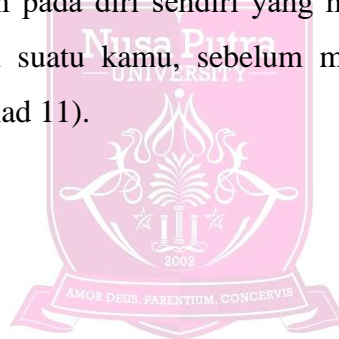 pada diri sendiri yang
Nusa Putra
suatu kamu, sebelum
UNIVERSITY
ad 11).
2002
AMOR DEUS, PARENTIUM, CONCERVIS